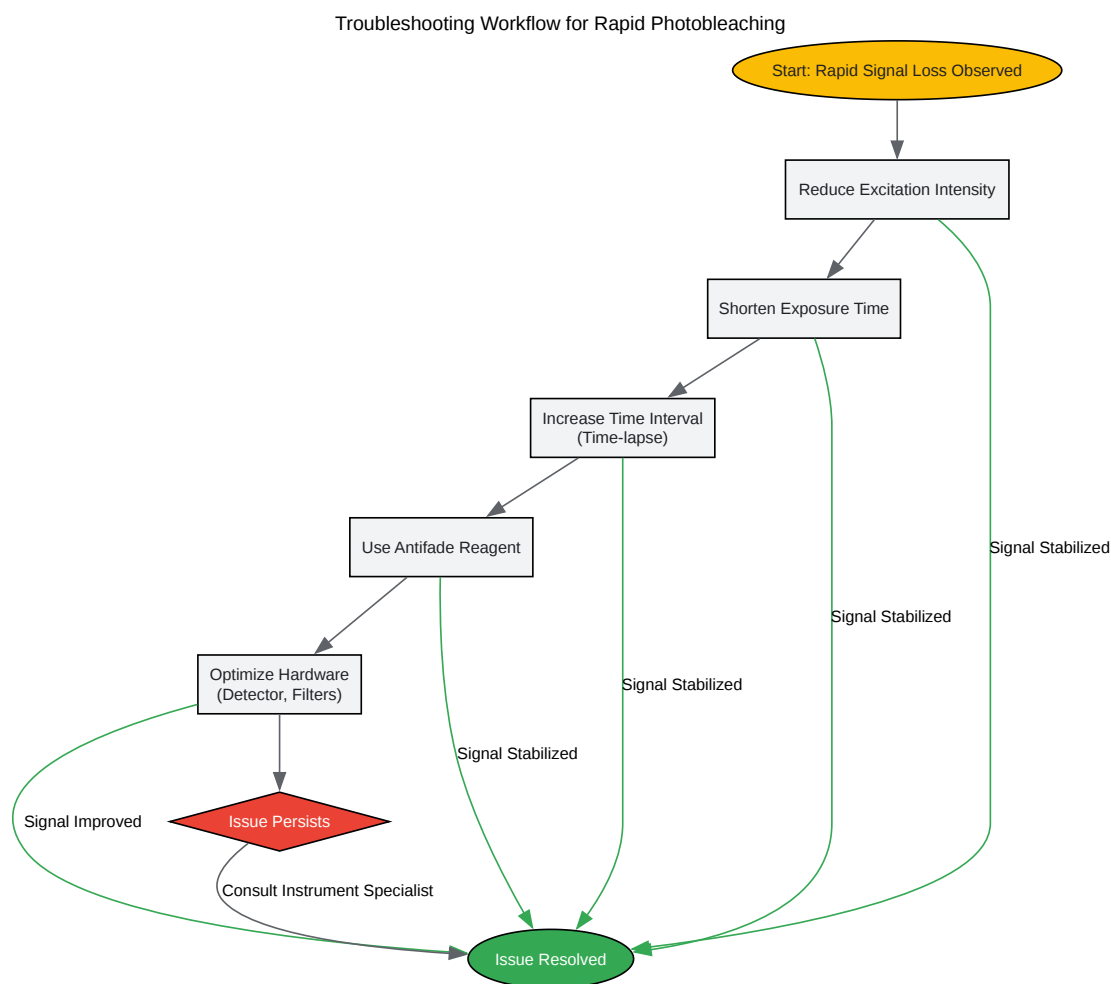 Troubleshooting Workflow for Rapid Photobleaching
Start: Rapid Signal Loss Observed
Reduce Excitation Intensity
Shorten Exposure Time
Increase Time Interval
(Time-lapse)
Use Antifade Reagent
Signal Stabilized
Signal Stabilized
Optimize Hardware
(Detector, Filters)
Signal Stabilized
Signal Stabilized
Signal Improved
Issue Persists
Consult Instrument Specialist
Issue Resolved